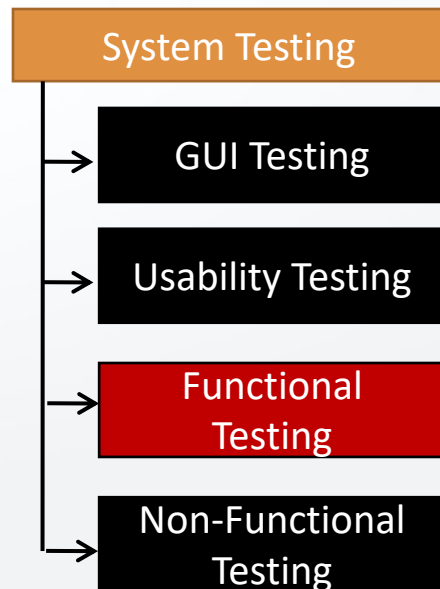 System Testing
GUI Testing
Usability Testing
Functional
Testing
Non-Functional
Testing